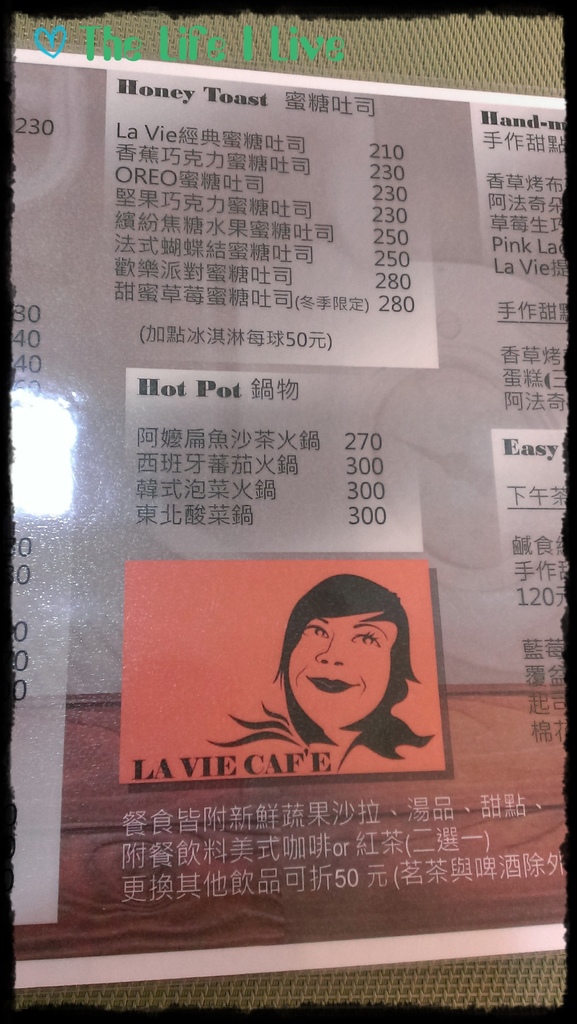 The Life I Live
230
Honey Toast 蜜糖吐司
La Vie經典蜜糖吐司 210
香蕉巧克力蜜糖吐司 230
OREO蜜糖吐司 230
堅果巧克力蜜糖吐司 230
繽紛焦糖水果蜜糖吐司 250
法式蝴蝶結蜜糖吐司 250
歡樂派對蜜糖吐司 280
甜蜜草莓蜜糖吐司(冬季限定) 280
(加點冰淇淋每球50元)
Hot Pot 鍋物
阿嬤扁魚沙茶火鍋 270
西班牙蕃茄火鍋 300
韓式泡菜火鍋 300
東北酸菜鍋 300
LA VIE CAF'E
餐食皆附新鮮蔬果沙拉、湯品、甜點、
附餐飲料美式咖啡or 紅茶(二選一)
更換其他飲品可折50 元 (茗茶與啤酒除外
Hand-m
手作甜點
香草烤布
阿法奇朵
草莓生巧
Pink La
La Vie提
手作甜點
香草烤
蛋糕(三
阿法奇
Easy
下午茶
鹹食
手作甜
120元
藍莓
覆盆
起司
棉花
80
40
40